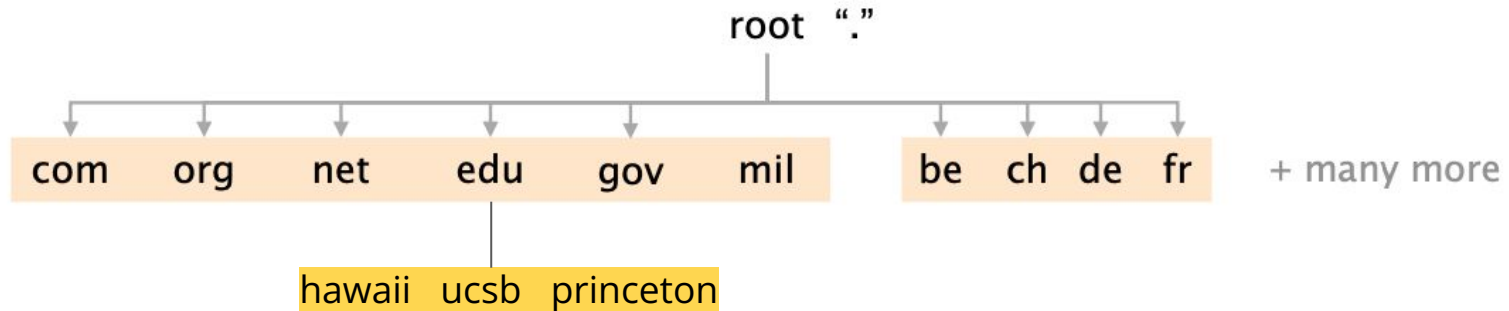 root “.”
com org net edu gov mil be ch de fr + many more
hawaii ucsb princeton